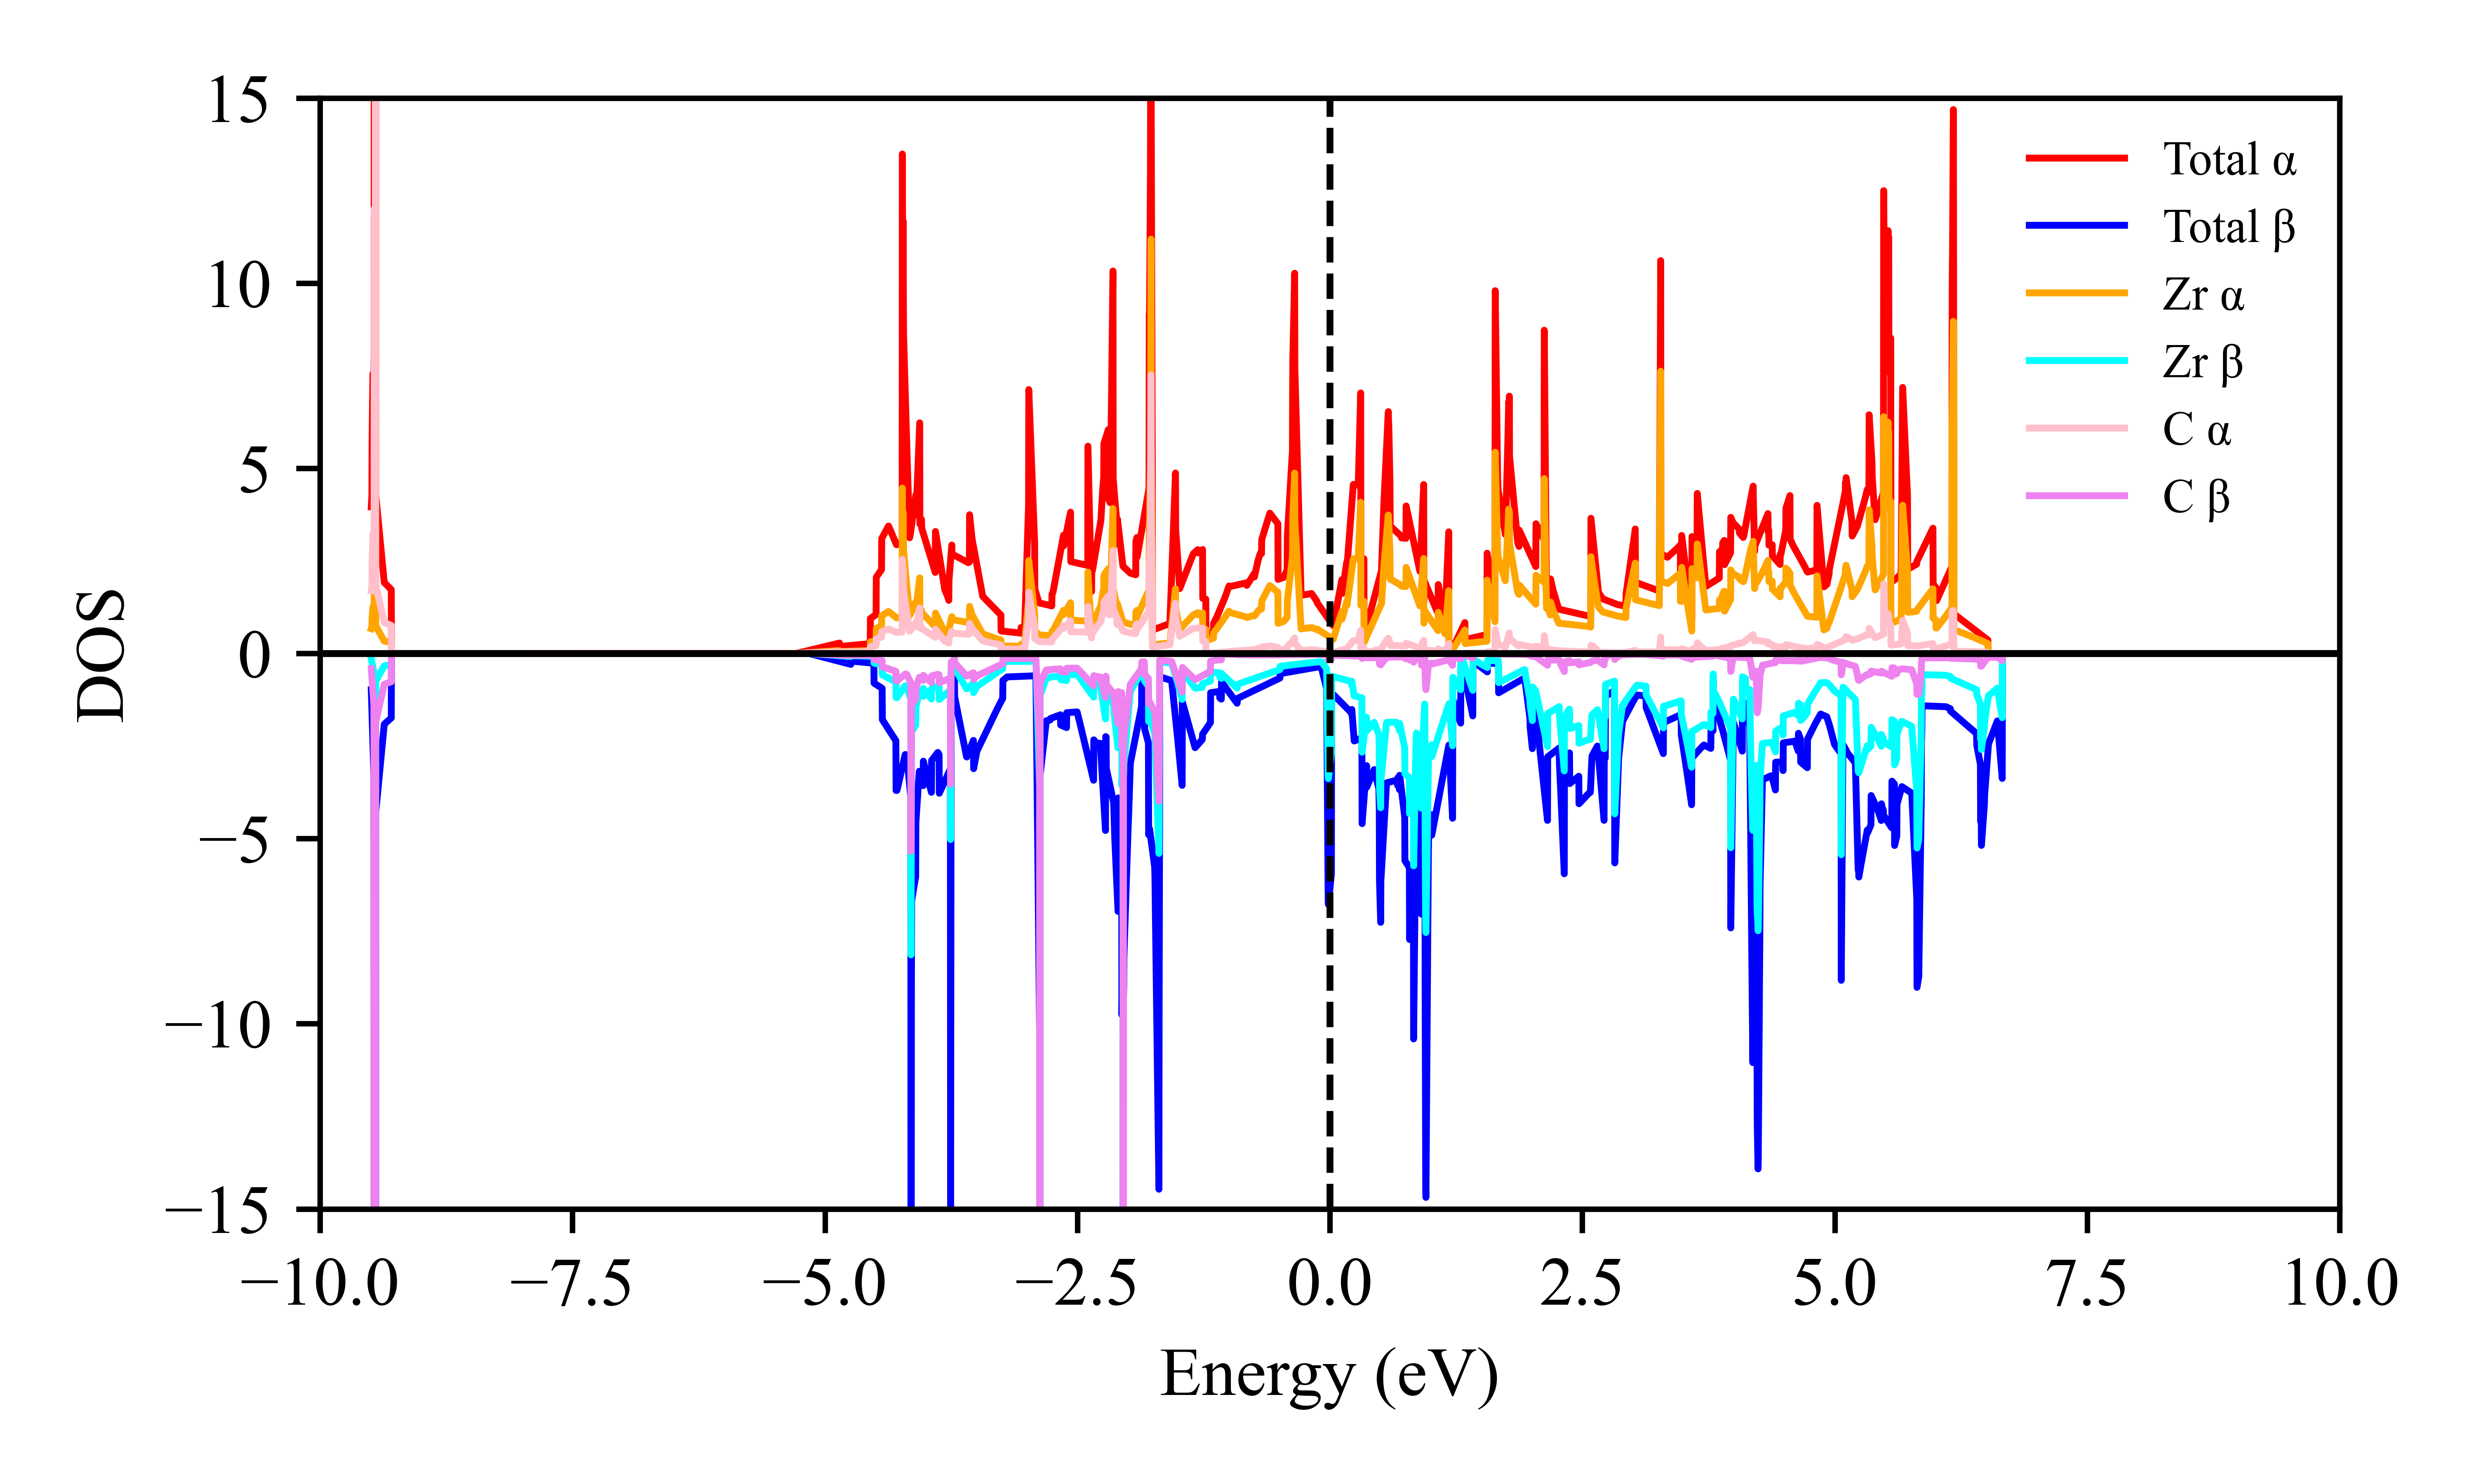 15
10
5
0
−5
−10
−15
DOS
−10.0 −7.5 −5.0 −2.5 0.0 2.5 5.0 7.5 10.0
Energy (eV)
Total α
Total β
Zr α
Zr β
C α
C β